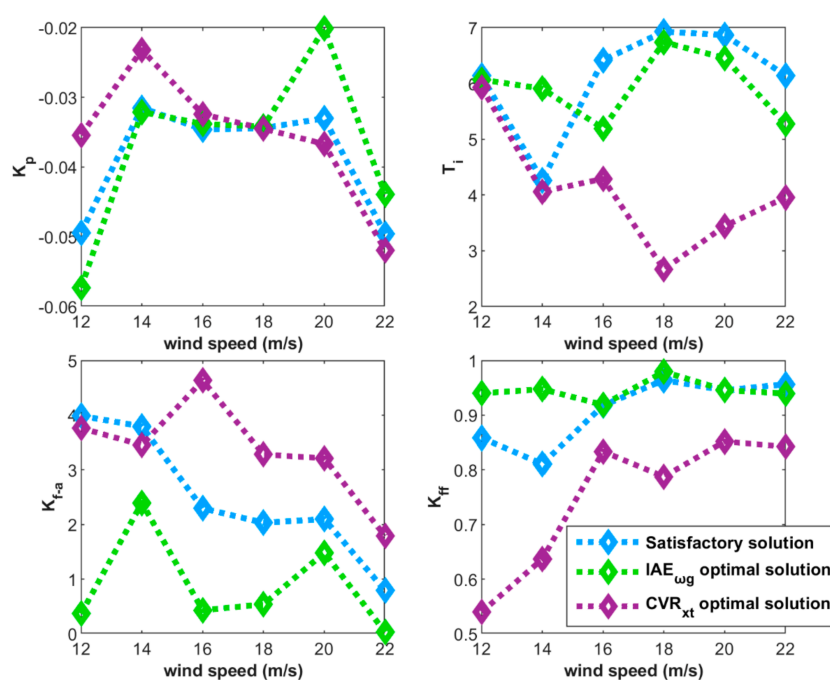 -0.02
-0.03
-0.04
-0.05
-0.06
K_p
12 14 16 18 20 22
wind speed (m/s)
7
6
5
4
3
2
T_i
12 14 16 18 20 22
wind speed (m/s)
5
4
3
2
1
0
K_f-a
12 14 16 18 20 22
wind speed (m/s)
1
0.9
0.8
0.7
0.6
0.5
K_ff
12 14 16 18 20 22
wind speed (m/s)
Satisfactory solution
IAE_ωg optimal solution
CVR_xt optimal solution